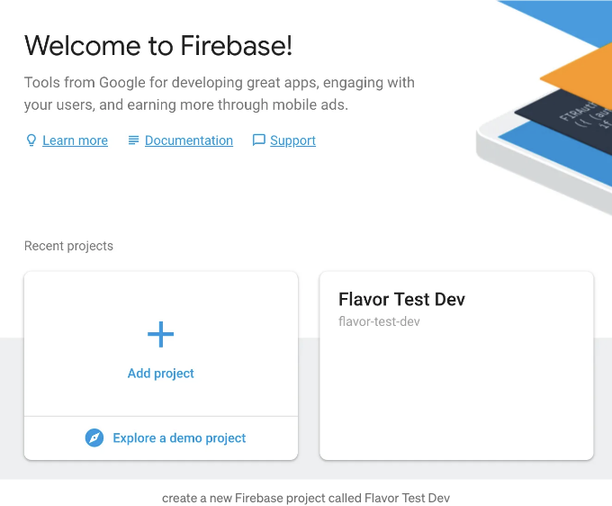 Welcome to Firebase!
Tools from Google for developing great apps, engaging with
your users, and earning more through mobile ads.
Learn more Documentation Support
Recent projects
Add project
Explore a demo project
Flavor Test Dev
flavor-test-dev
create a new Firebase project called Flavor Test Dev